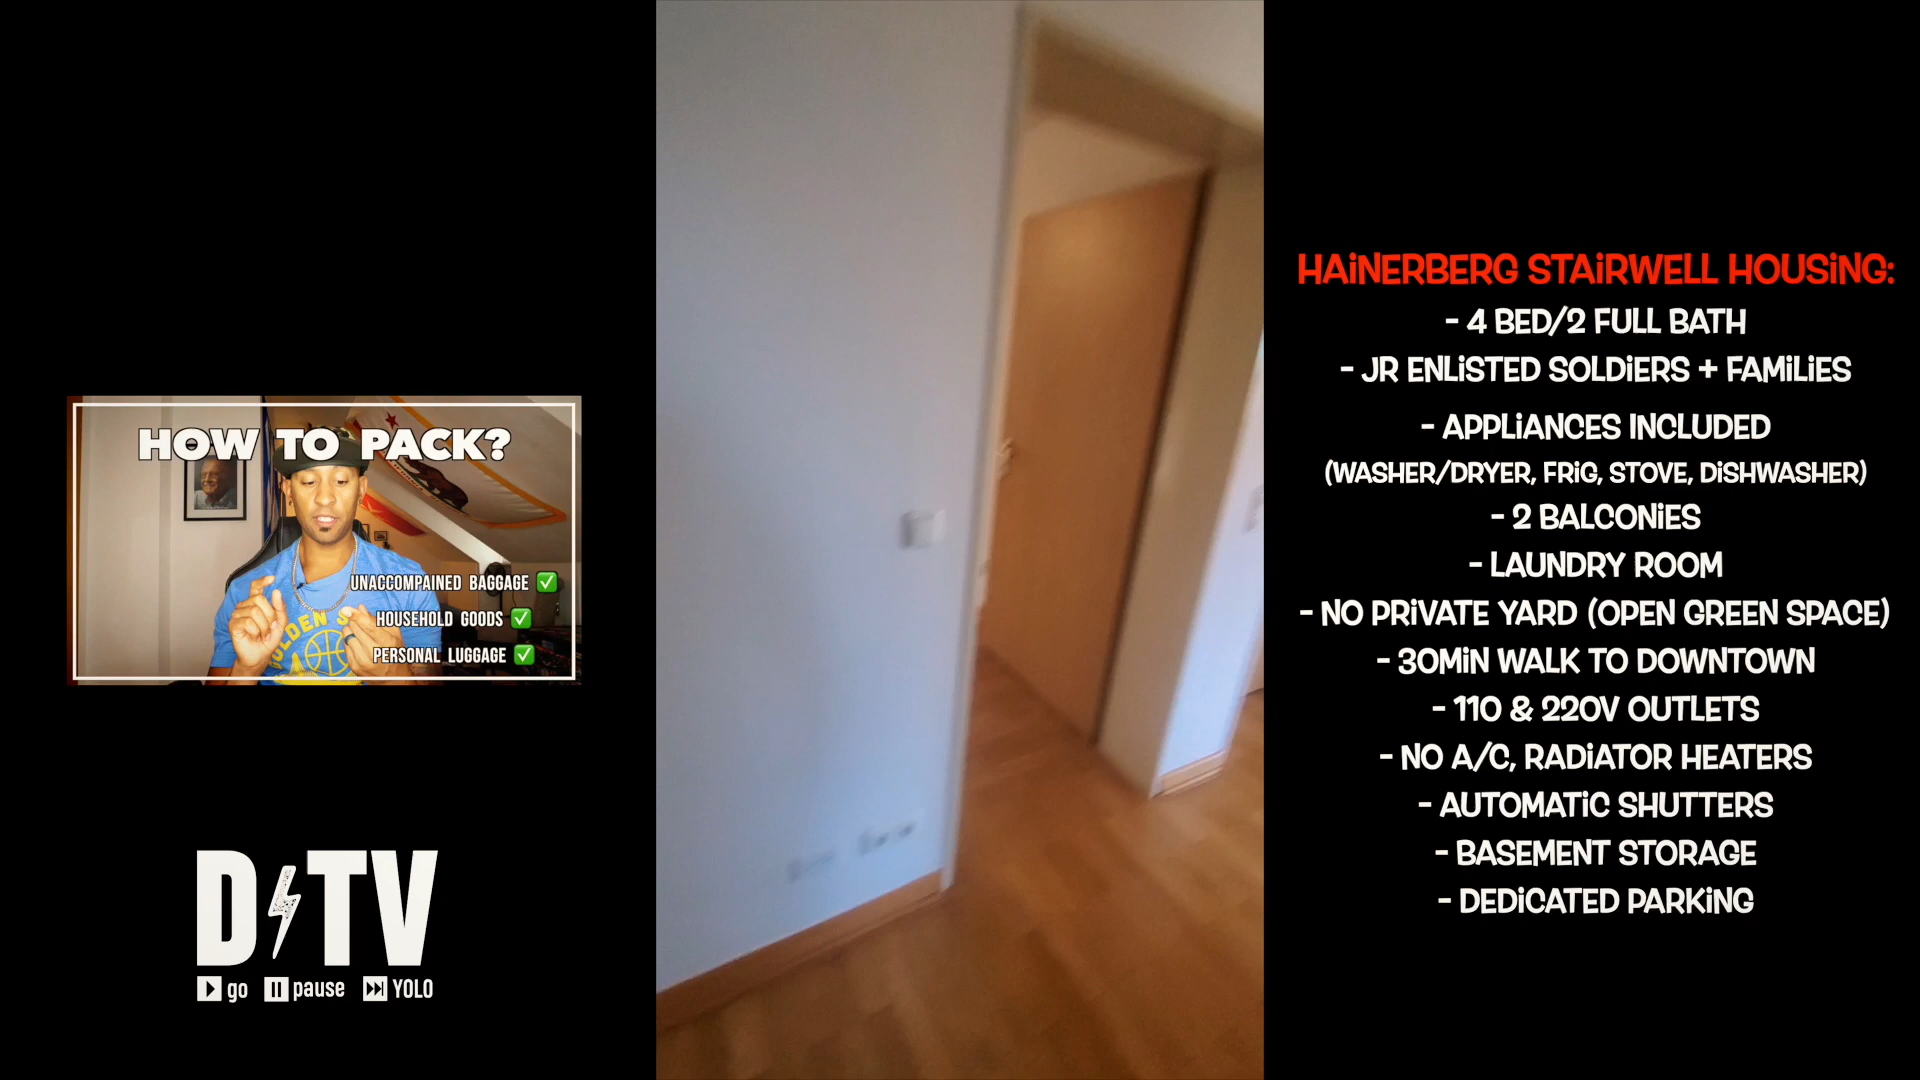 HOW TO PACK?
UNACCOMPAINED BAGGAGE ✅
HOUSEHOLD GOODS ✅
PERSONAL LUGGAGE ✅
D⚡TV
go pause YOLO
HAINERBERG STAIRWELL HOUSING:
- 4 BED/2 FULL BATH
- JR ENLISTED SOLDIERS + FAMILIES
- APPLIANCES INCLUDED
(WASHER/DRYER, FRIG, STOVE, DISHWASHER)
- 2 BALCONIES
- LAUNDRY ROOM
- NO PRIVATE YARD (OPEN GREEN SPACE)
- 30MIN WALK TO DOWNTOWN
- 110 & 220V OUTLETS
- NO A/C, RADIATOR HEATERS
- AUTOMATIC SHUTTERS
- BASEMENT STORAGE
- DEDICATED PARKING